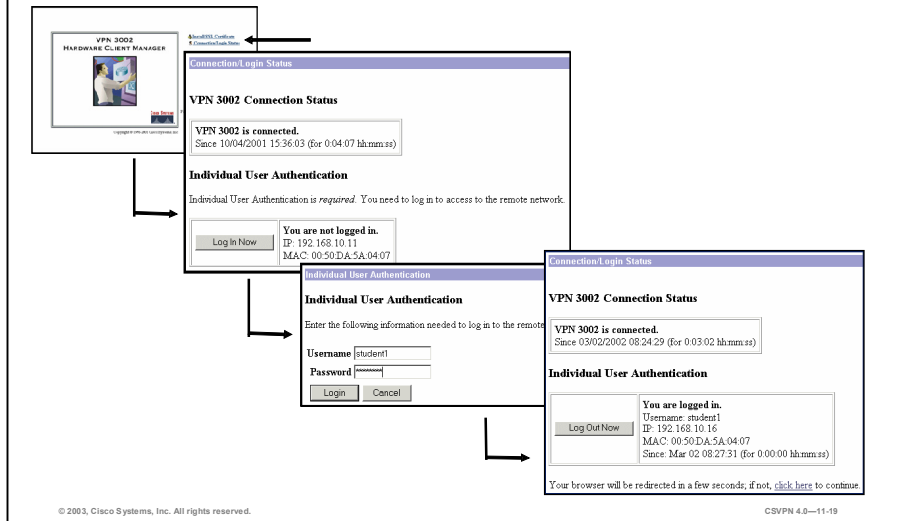 VPN 3002
HARDWARE CLIENT MANAGER
Install SSL Certificate
Connection/Login Status
Cisco Systems
Connection/Login Status
VPN 3002 Connection Status
VPN 3002 is connected.
Since 10/04/2001 15:36:03 (for 0:04:07 hh:mm:ss)
Individual User Authentication
Individual User Authentication is required. You need to log in to access to the remote network.
Log In Now
You are not logged in.
IP: 192.168.10.11
MAC: 00:50:DA:5A:04:07
Individual User Authentication
Individual User Authentication
Enter the following information needed to log in to the remote
Username student1
Password *********
Login Cancel
Connection/Login Status
VPN 3002 Connection Status
VPN 3002 is connected.
Since 03/02/2002 08:24:29 (for 0:03:02 hh:mm:ss)
Individual User Authentication
Log Out Now
You are logged in.
Username: student1
IP: 192.168.10.16
MAC: 00:50:DA:5A:04:07
Since: Mar 02 08:27:31 (for 0:00:00 hh:mm:ss)
Your browser will be redirected in a few seconds; if not, click here to continue.
© 2003, Cisco Systems, Inc. All rights reserved.
CSVPN 4.0—11-19